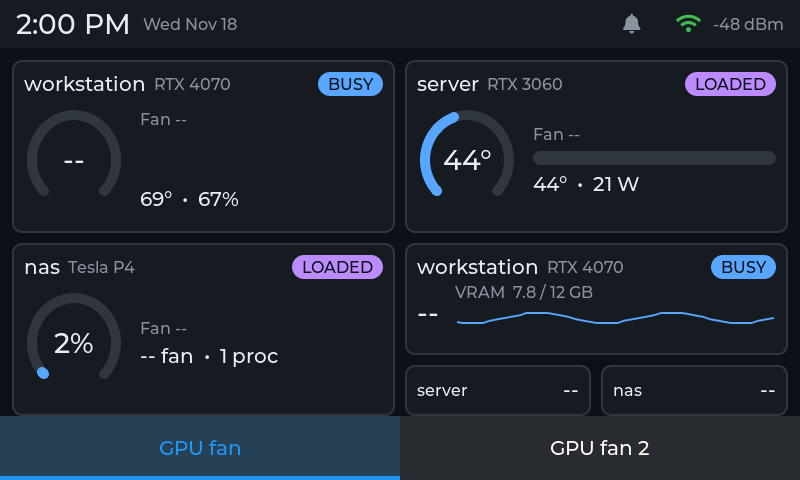 2:00 PM Wed Nov 18 -48 dBm
workstation RTX 4070 BUSY
Fan --
--
69° • 67%
server RTX 3060 LOADED
44°
Fan --
44° • 21 W
nas Tesla P4 LOADED
2%
Fan --
-- fan • 1 proc
workstation RTX 4070 BUSY
VRAM 7.8 / 12 GB
--
server --
nas --
GPU fan
GPU fan 2